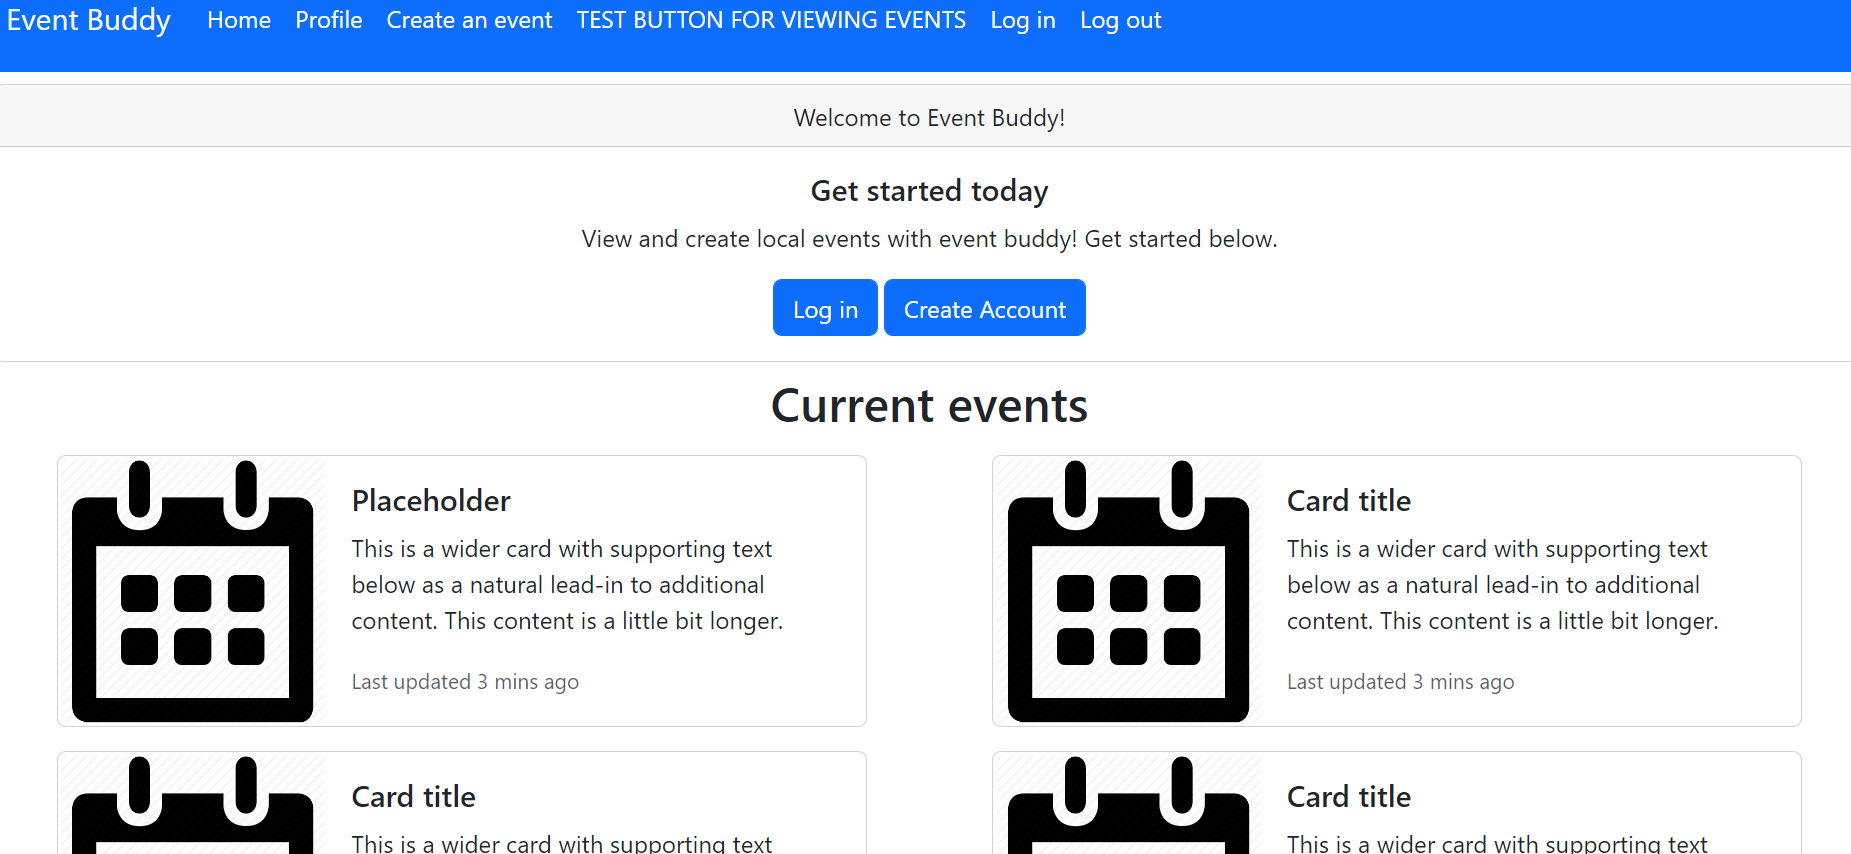 Event Buddy Home Profile Create an event TEST BUTTON FOR VIEWING EVENTS Log in Log out
Welcome to Event Buddy!
Get started today
View and create local events with event buddy! Get started below.
Log in Create Account
Current events
Placeholder
This is a wider card with supporting text
below as a natural lead-in to additional
content. This content is a little bit longer.
Last updated 3 mins ago
Card title
This is a wider card with supporting text
below as a natural lead-in to additional
content. This content is a little bit longer.
Last updated 3 mins ago
Card title
This is a wider card with supporting text
Card title
This is a wider card with supporting text